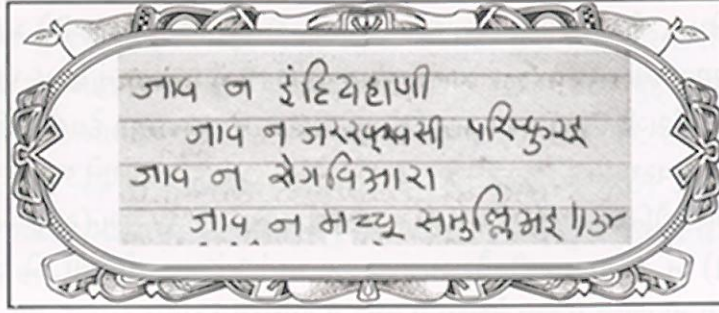 जाव न इंदियहाणी
जाव न जररक्खसी परिप्फुरइ
जाव न रोगविआरा
जाव न मच्चू समुल्लिअइ